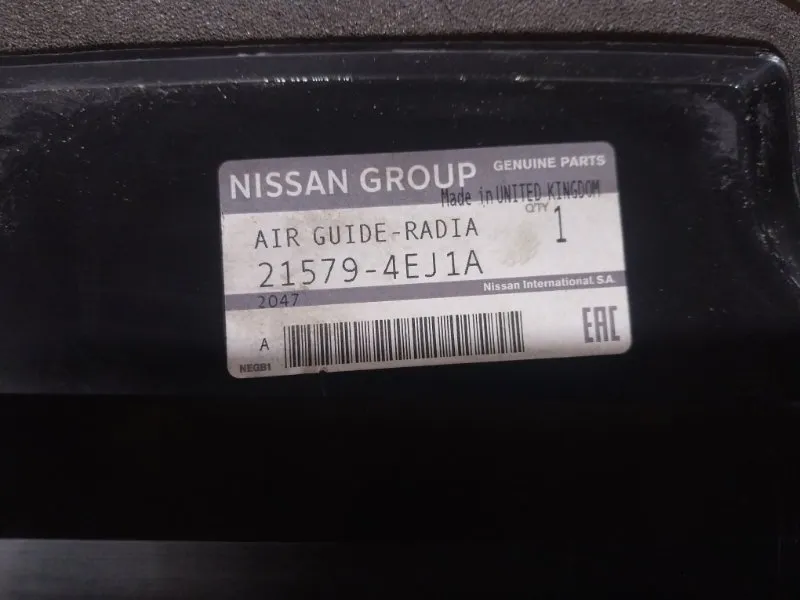 NISSAN GROUP GENUINE PARTS
Made in UNITED KINGDOM
QTY
AIR GUIDE-RADIA 1
21579-4EJ1A
Nissan International. S.A.
2047
A
EAC
NEGB1